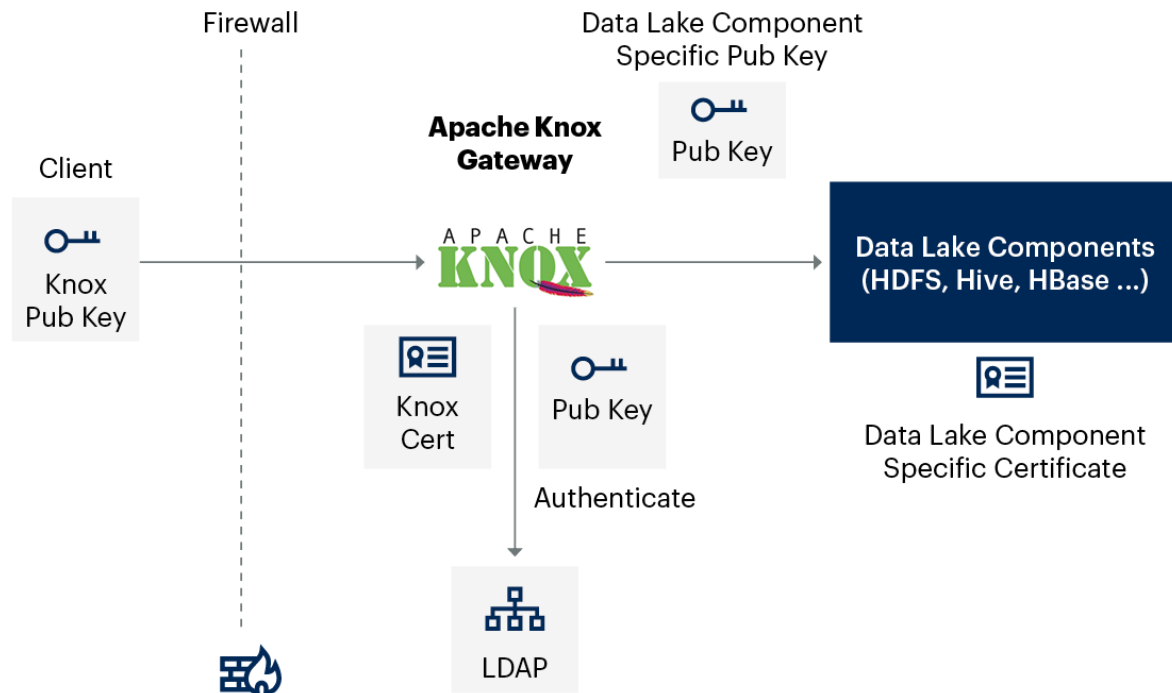 Firewall
Data Lake Component
Specific Pub Key
Pub Key
Apache Knox
Gateway
Client
Knox
Pub Key
APACHE
KNOX
Data Lake Components
(HDFS, Hive, HBase ...)
Knox
Cert
Pub Key
Data Lake Component
Specific Certificate
Authenticate
LDAP